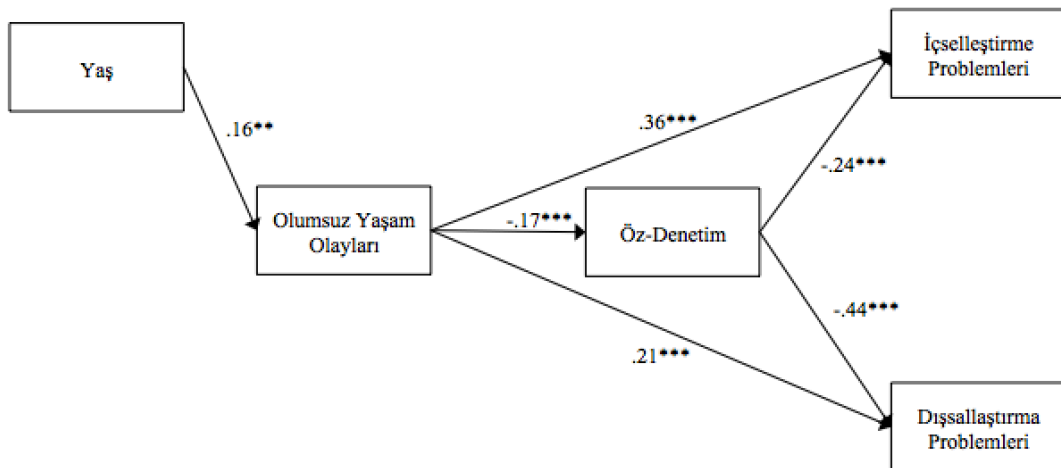 Yaş
İçselleştirme
Problemleri
.16**
.36***
-.24***
Olumsuz Yaşam
Olayları
-.17***
Öz-Denetim
-.44***
.21***
Dışsallaştırma
Problemleri